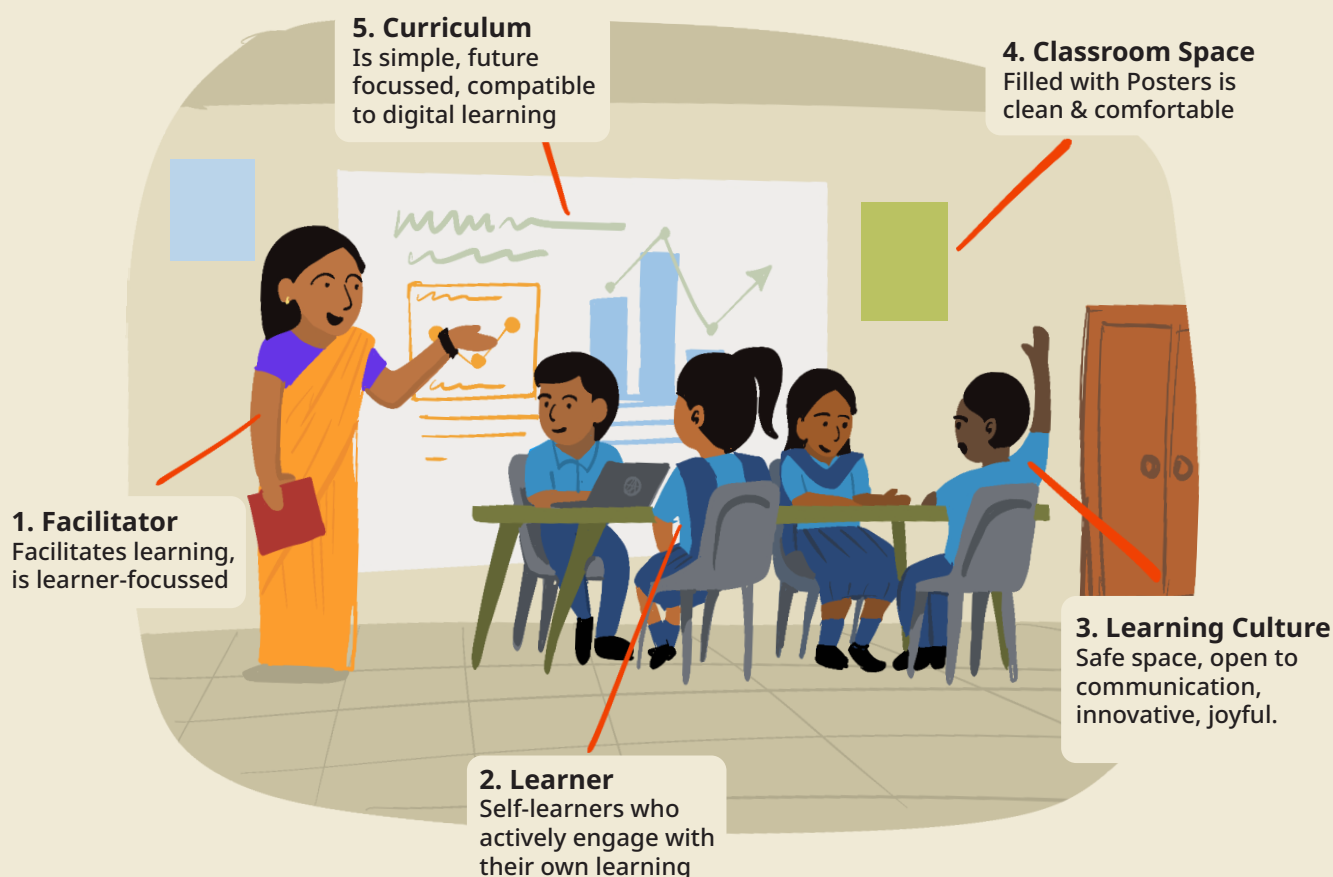 5. Curriculum
Is simple, future
focussed, compatible
to digital learning
4. Classroom Space
Filled with Posters is
clean & comfortable
1. Facilitator
Facilitates learning,
is learner-focussed
3. Learning Culture
Safe space, open to
communication,
innovative, joyful.
2. Learner
Self-learners who
actively engage with
their own learning